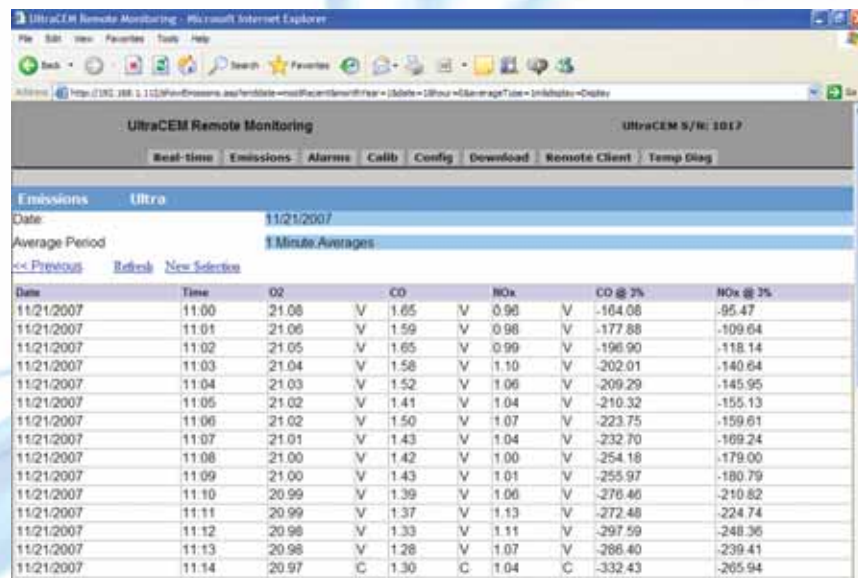 UltraCEM Remote Monitoring - Microsoft Internet Explorer
File Edit View Favorites Tools Help
Back Search Favorites
Address
UltraCEM Remote Monitoring UltraCEM S/N: 1017
Real-time Emissions Alarms Calib Config Download Remote Client Temp Diag
Emissions Ultra
Date: 11/21/2007
Average Period 1 Minute Averages
<< Previous Refresh New Selection
Date Time O2 CO NOx CO @ 3% NOx @ 3%
11/21/2007 11:00 21.08 V 1.65 V 0.96 V -164.08 -95.47
11/21/2007 11:01 21.06 V 1.59 V 0.98 V -177.88 -109.64
11/21/2007 11:02 21.05 V 1.65 V 0.99 V -196.90 -118.14
11/21/2007 11:03 21.04 V 1.58 V 1.10 V -202.01 -140.64
11/21/2007 11:04 21.03 V 1.52 V 1.06 V -209.29 -145.95
11/21/2007 11:05 21.02 V 1.41 V 1.04 V -210.32 -155.13
11/21/2007 11:06 21.02 V 1.50 V 1.07 V -223.75 -159.61
11/21/2007 11:07 21.01 V 1.43 V 1.04 V -232.70 -169.24
11/21/2007 11:08 21.00 V 1.42 V 1.00 V -254.18 -179.00
11/21/2007 11:09 21.00 V 1.43 V 1.01 V -255.97 -180.79
11/21/2007 11:10 20.99 V 1.39 V 1.06 V -276.46 -210.82
11/21/2007 11:11 20.99 V 1.37 V 1.13 V -272.48 -224.74
11/21/2007 11:12 20.98 V 1.33 V 1.11 V -297.59 -248.36
11/21/2007 11:13 20.98 V 1.28 V 1.07 V -286.40 -239.41
11/21/2007 11:14 20.97 C 1.30 C 1.04 C -332.43 -265.94